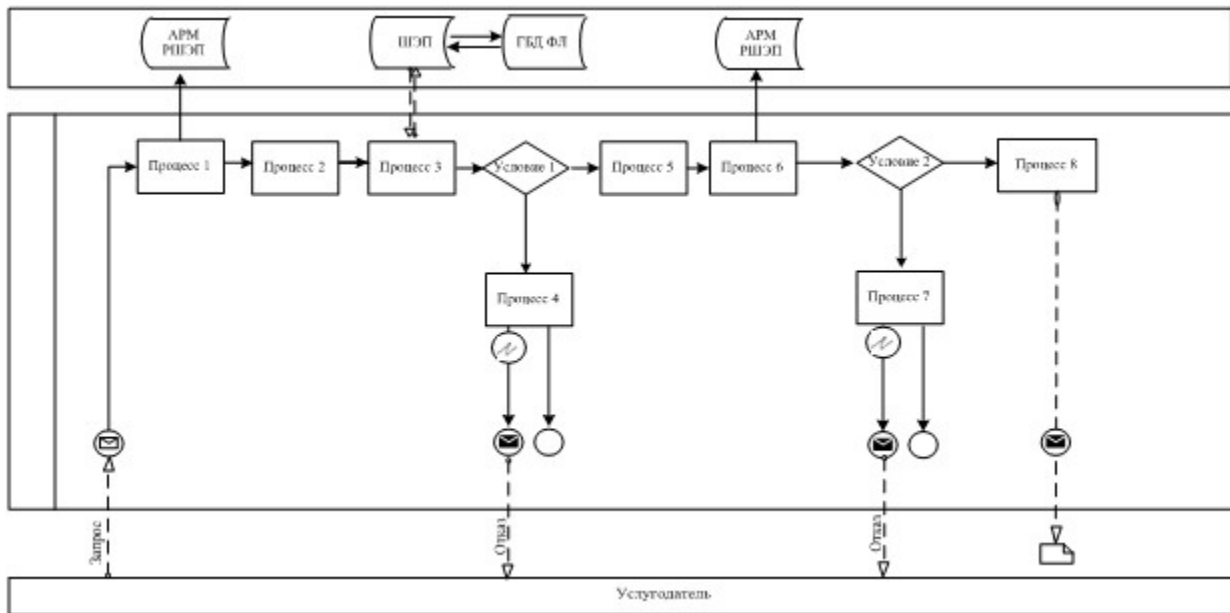 АРМ
РШЭП
ШЭП
ГБД ФЛ
АРМ
РШЭП
Процесс 1
Процесс 2
Процесс 3
Условие 1
Процесс 5
Процесс 6
Условие 2
Процесс 8
Процесс 4
Процесс 7
Запрос
Отказ
Отказ
Услугодатель